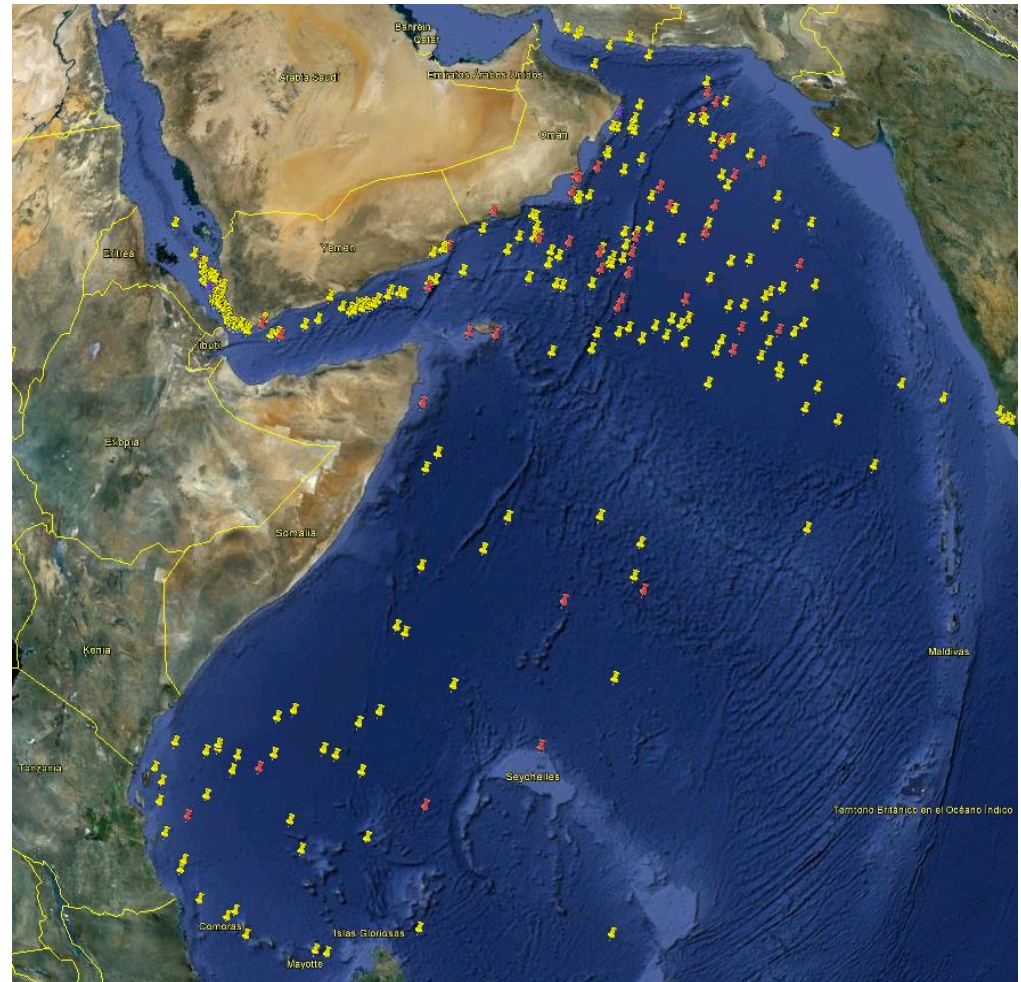 Bahréin
Qatar
Emiratos Árabes Unidos
Arabia Saudí
Omán
Yemen
Eritrea
Yibuti
Etiopía
Somalia
Kenia
Maldivas
Tanzania
Seychelles
Territorio Británico en el Océano Índico
Comoras
Islas Gloriosas
Mayotte